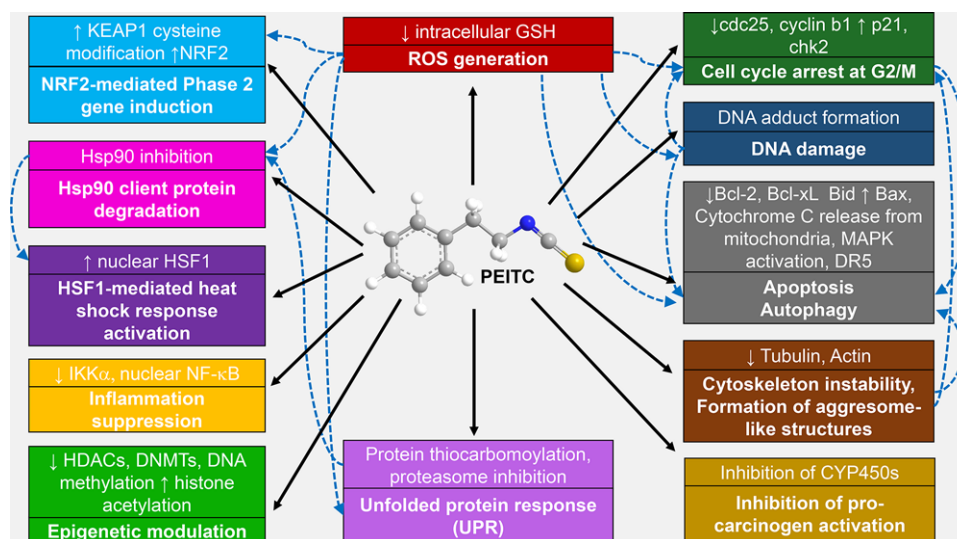 ↑ KEAP1 cysteine
modification ↑NRF2
NRF2-mediated Phase 2
gene induction
Hsp90 inhibition
Hsp90 client protein
degradation
↑ nuclear HSF1
HSF1-mediated heat
shock response
activation
↓ IKKα, nuclear NF-κB
Inflammation
suppression
↓ HDACs, DNMTs, DNA
methylation ↑ histone
acetylation
Epigenetic modulation
↓ intracellular GSH
ROS generation
PEITC
Protein thiocarbomoylation,
proteasome inhibition
Unfolded protein response
(UPR)
↓cdc25, cyclin b1 ↑ p21,
chk2
Cell cycle arrest at G2/M
DNA adduct formation
DNA damage
↓Bcl-2, Bcl-xL Bid ↑ Bax,
Cytochrome C release from
mitochondria, MAPK
activation, DR5
Apoptosis
Autophagy
↓ Tubulin, Actin
Cytoskeleton instability,
Formation of aggresome-
like structures
Inhibition of CYP450s
Inhibition of pro-
carcinogen activation